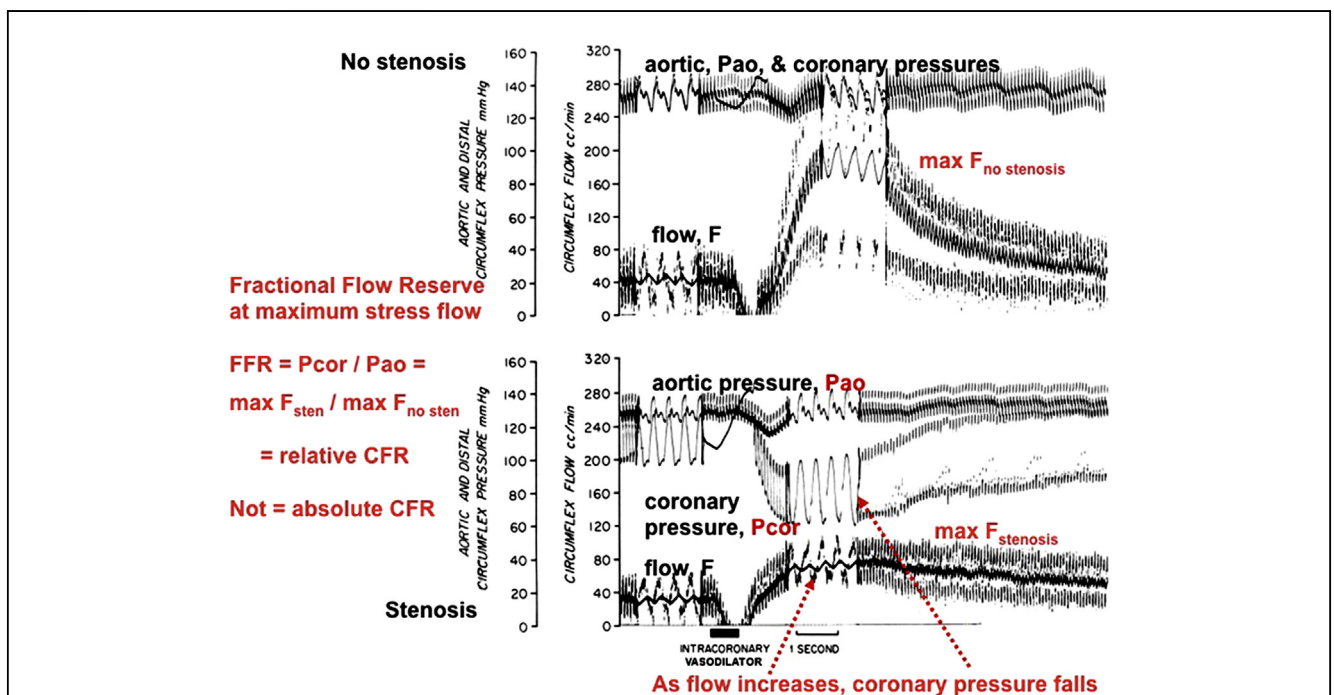 No stenosis
AORTIC AND DISTAL
CIRCUMFLEX PRESSURE mmHg
160
140
120
100
80
60
40
20
0
CIRCUMFLEX FLOW cc/min
320
280
240
200
160
120
80
40
0
aortic, Pao, & coronary pressures
max F no stenosis
flow, F
Fractional Flow Reserve
at maximum stress flow
FFR = Pcor / Pao =
max F sten / max F no sten
= relative CFR
Not = absolute CFR
Stenosis
AORTIC AND DISTAL
CIRCUMFLEX PRESSURE mmHg
160
140
120
100
80
60
40
20
0
CIRCUMFLEX FLOW cc/min
320
280
240
200
160
120
80
40
0
aortic pressure, Pao
coronary
pressure, Pcor
max F stenosis
flow, F
INTRACORONARY
VASODILATOR
1 SECOND
As flow increases, coronary pressure falls